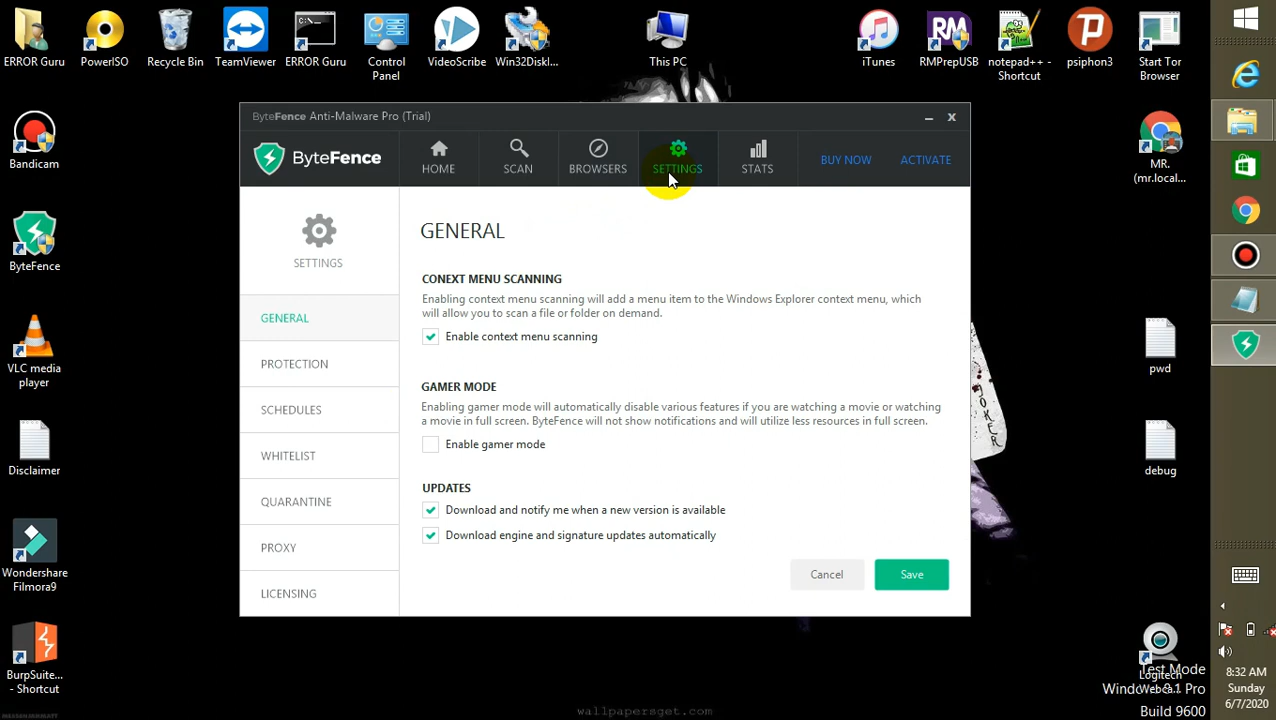 ERROR Guru
PowerISO
Recycle Bin
TeamViewer
ERROR Guru
Control
Panel
VideoScribe
Win32Diskl...
This PC
iTunes
RMPrepUSB
notepad++ -
Shortcut
psiphon3
Start Tor
Browser
Bandicam
ByteFence
VLC media
player
Disclaimer
Wondershare
Filmora9
BurpSuite...
- Shortcut
ByteFence Anti-Malware Pro (Trial)
ByteFence
HOME
SCAN
BROWSERS
SETTINGS
STATS
BUY NOW
ACTIVATE
SETTINGS
GENERAL
PROTECTION
SCHEDULES
WHITELIST
QUARANTINE
PROXY
LICENSING
GENERAL
CONEXT MENU SCANNING
Enabling context menu scanning will add a menu item to the Windows Explorer context menu, which
will allow you to scan a file or folder on demand.
Enable context menu scanning
GAMER MODE
Enabling gamer mode will automatically disable various features if you are watching a movie or watching
a movie in full screen. ByteFence will not show notifications and will utilize less resources in full screen.
Enable gamer mode
UPDATES
Download and notify me when a new version is available
Download engine and signature updates automatically
Cancel
Save
JOKER
MR.
(mr.local...
pwd
debug
Logitech
Test Mode
Build 9600
8:32 AM
Sunday
6/7/2020
wallpapersget.com